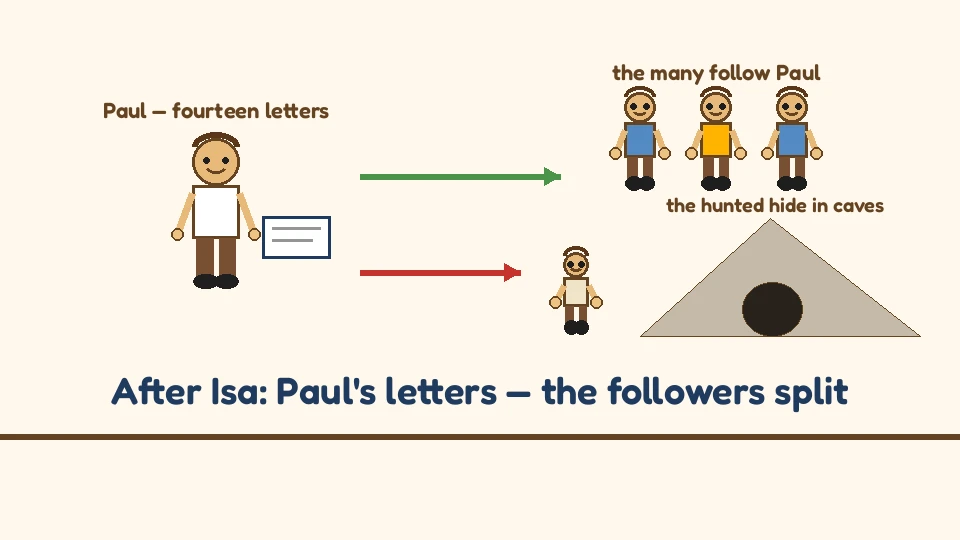 the many follow Paul
Paul — fourteen letters
the hunted hide in caves
After Isa: Paul's letters — the followers split